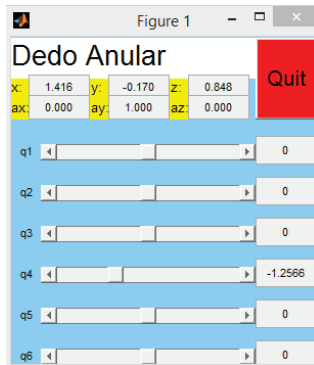 Figure 1
Dedo Anular
Quit
x: 1.416 y: -0.170 z: 0.848
ax: 0.000 ay: 1.000 az: 0.000
q1 0
q2 0
q3 0
q4 -1.2566
q5 0
q6 0